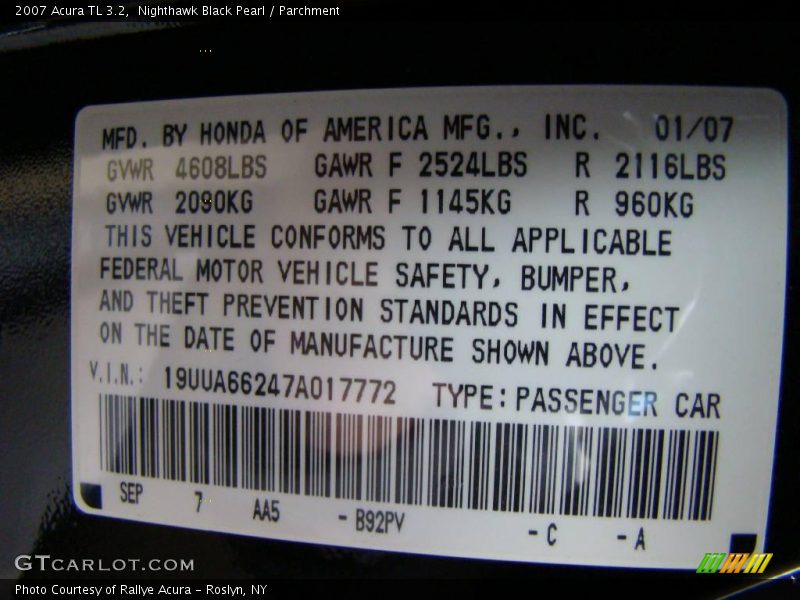 2007 Acura TL 3.2,  Nighthawk Black Pearl / Parchment
MFD. BY HONDA OF AMERICA MFG., INC. 01/07
GVWR 4608LBS GAWR F 2524LBS R 2116LBS
GVWR 2090KG GAWR F 1145KG R 960KG
THIS VEHICLE CONFORMS TO ALL APPLICABLE
FEDERAL MOTOR VEHICLE SAFETY, BUMPER,
AND THEFT PREVENTION STANDARDS IN EFFECT
ON THE DATE OF MANUFACTURE SHOWN ABOVE.
V.I.N.: 19UUA66247A017772 TYPE:PASSENGER CAR
SEP 7 AA5 -B92PV -C -A
GTCARLOT.COM
Photo Courtesy of Rallye Acura - Roslyn, NY